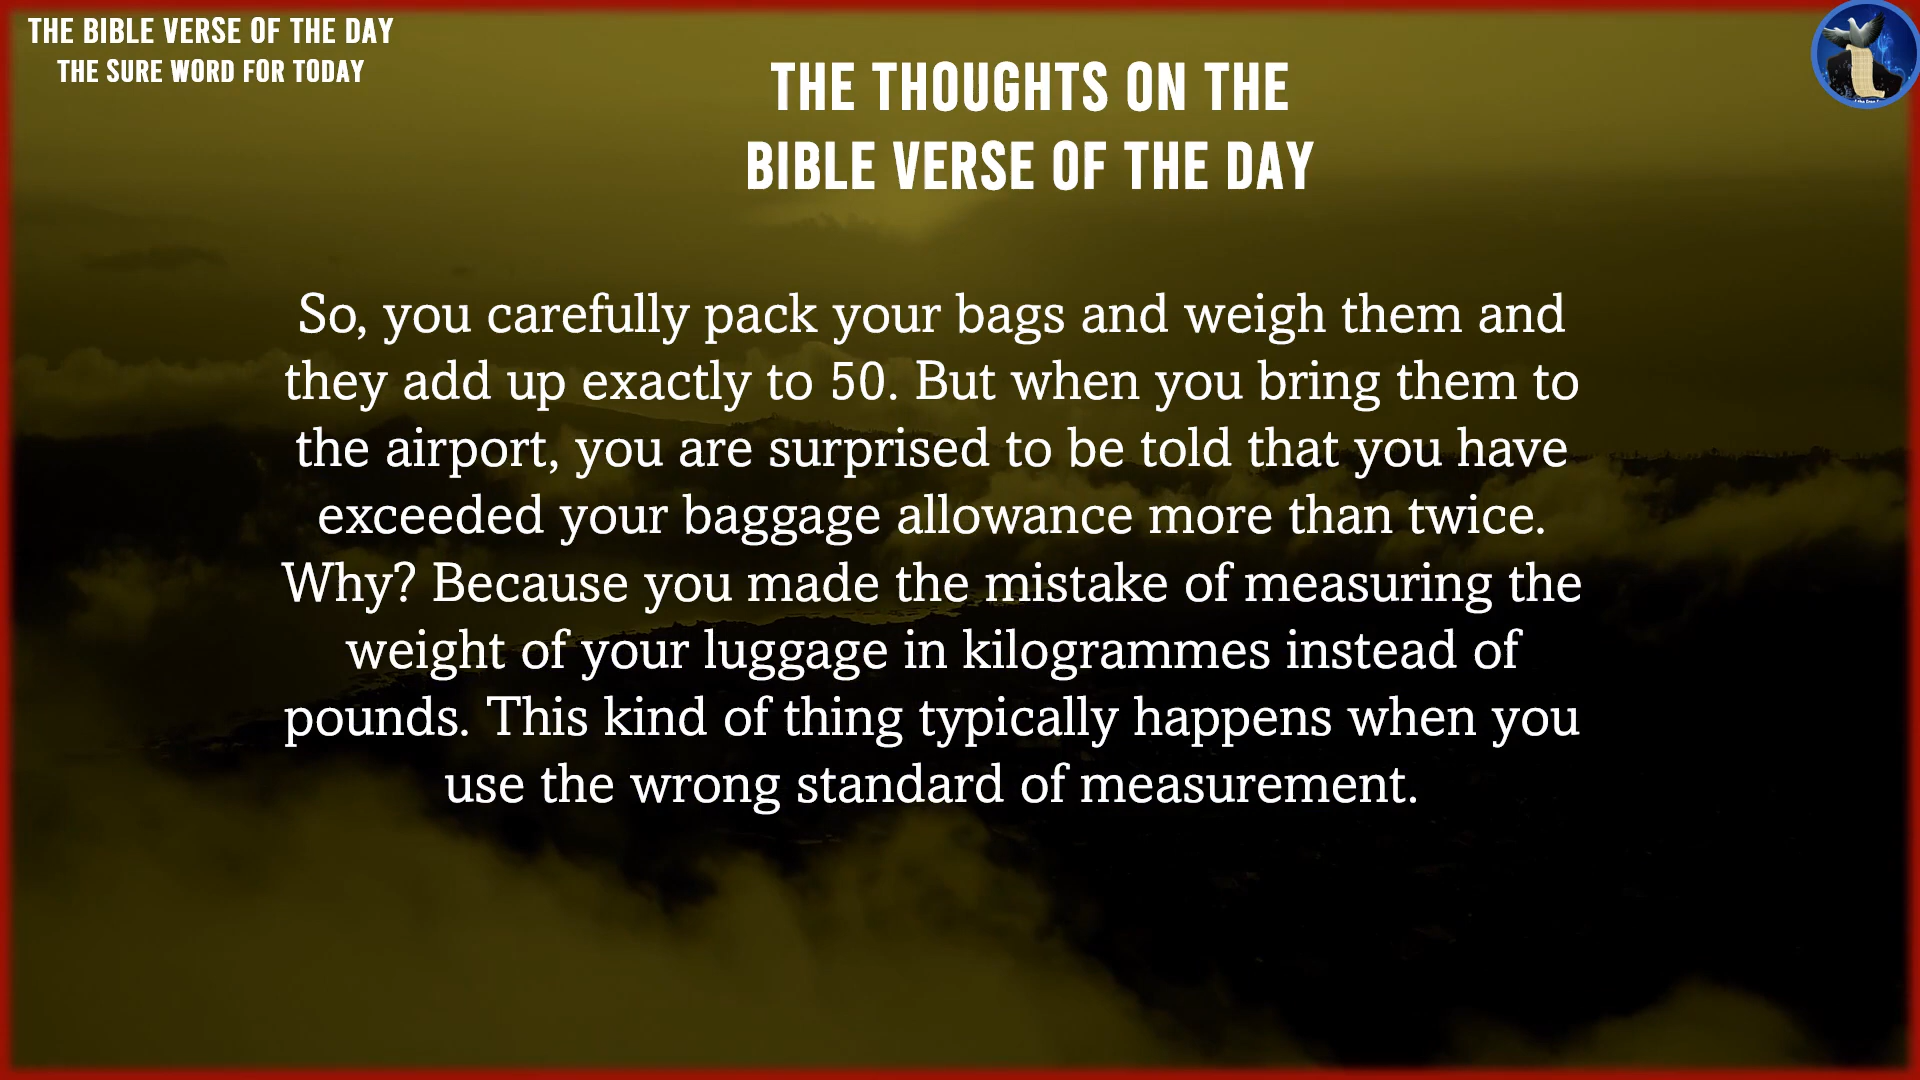 THE BIBLE VERSE OF THE DAY
THE SURE WORD FOR TODAY
THE THOUGHTS ON THE
BIBLE VERSE OF THE DAY
So, you carefully pack your bags and weigh them and
they add up exactly to 50. But when you bring them to
the airport, you are surprised to be told that you have
exceeded your baggage allowance more than twice.
Why? Because you made the mistake of measuring the
weight of your luggage in kilogrammes instead of
pounds. This kind of thing typically happens when you
use the wrong standard of measurement.